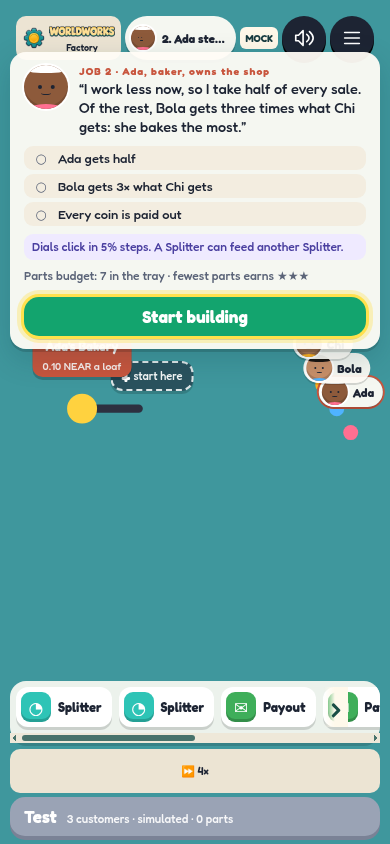 WORLDWORKS
Factory
2. Ada ste...
MOCK
JOB 2 · Ada, baker, owns the shop
“I work less now, so I take half of every sale.
Of the rest, Bola gets three times what Chi
gets: she bakes the most.”
Ada gets half
Bola gets 3× what Chi gets
Every coin is paid out
Dials click in 5% steps. A Splitter can feed another Splitter.
Parts budget: 7 in the tray · fewest parts earns ★★★
Start building
Ada's Bakery
0.10 NEAR a loaf
start here
Chi
Bola
Ada
Splitter
Splitter
Payout
Pa
4x
Test 3 customers · simulated · 0 parts